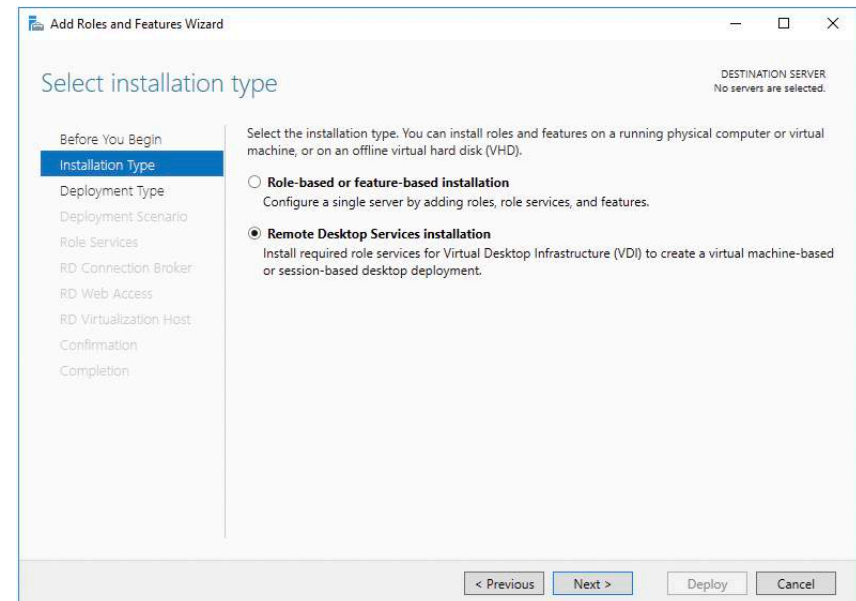 Add Roles and Features Wizard
Select installation type
DESTINATION SERVER
No servers are selected.
Before You Begin
Installation Type
Deployment Type
Deployment Scenario
Role Services
RD Connection Broker
RD Web Access
RD Virtualization Host
Confirmation
Completion
Select the installation type. You can install roles and features on a running physical computer or virtual
machine, or on an offline virtual hard disk (VHD).
Role-based or feature-based installation
Configure a single server by adding roles, role services, and features.
Remote Desktop Services installation
Install required role services for Virtual Desktop Infrastructure (VDI) to create a virtual machine-based
or session-based desktop deployment.
< Previous
Next >
Deploy
Cancel